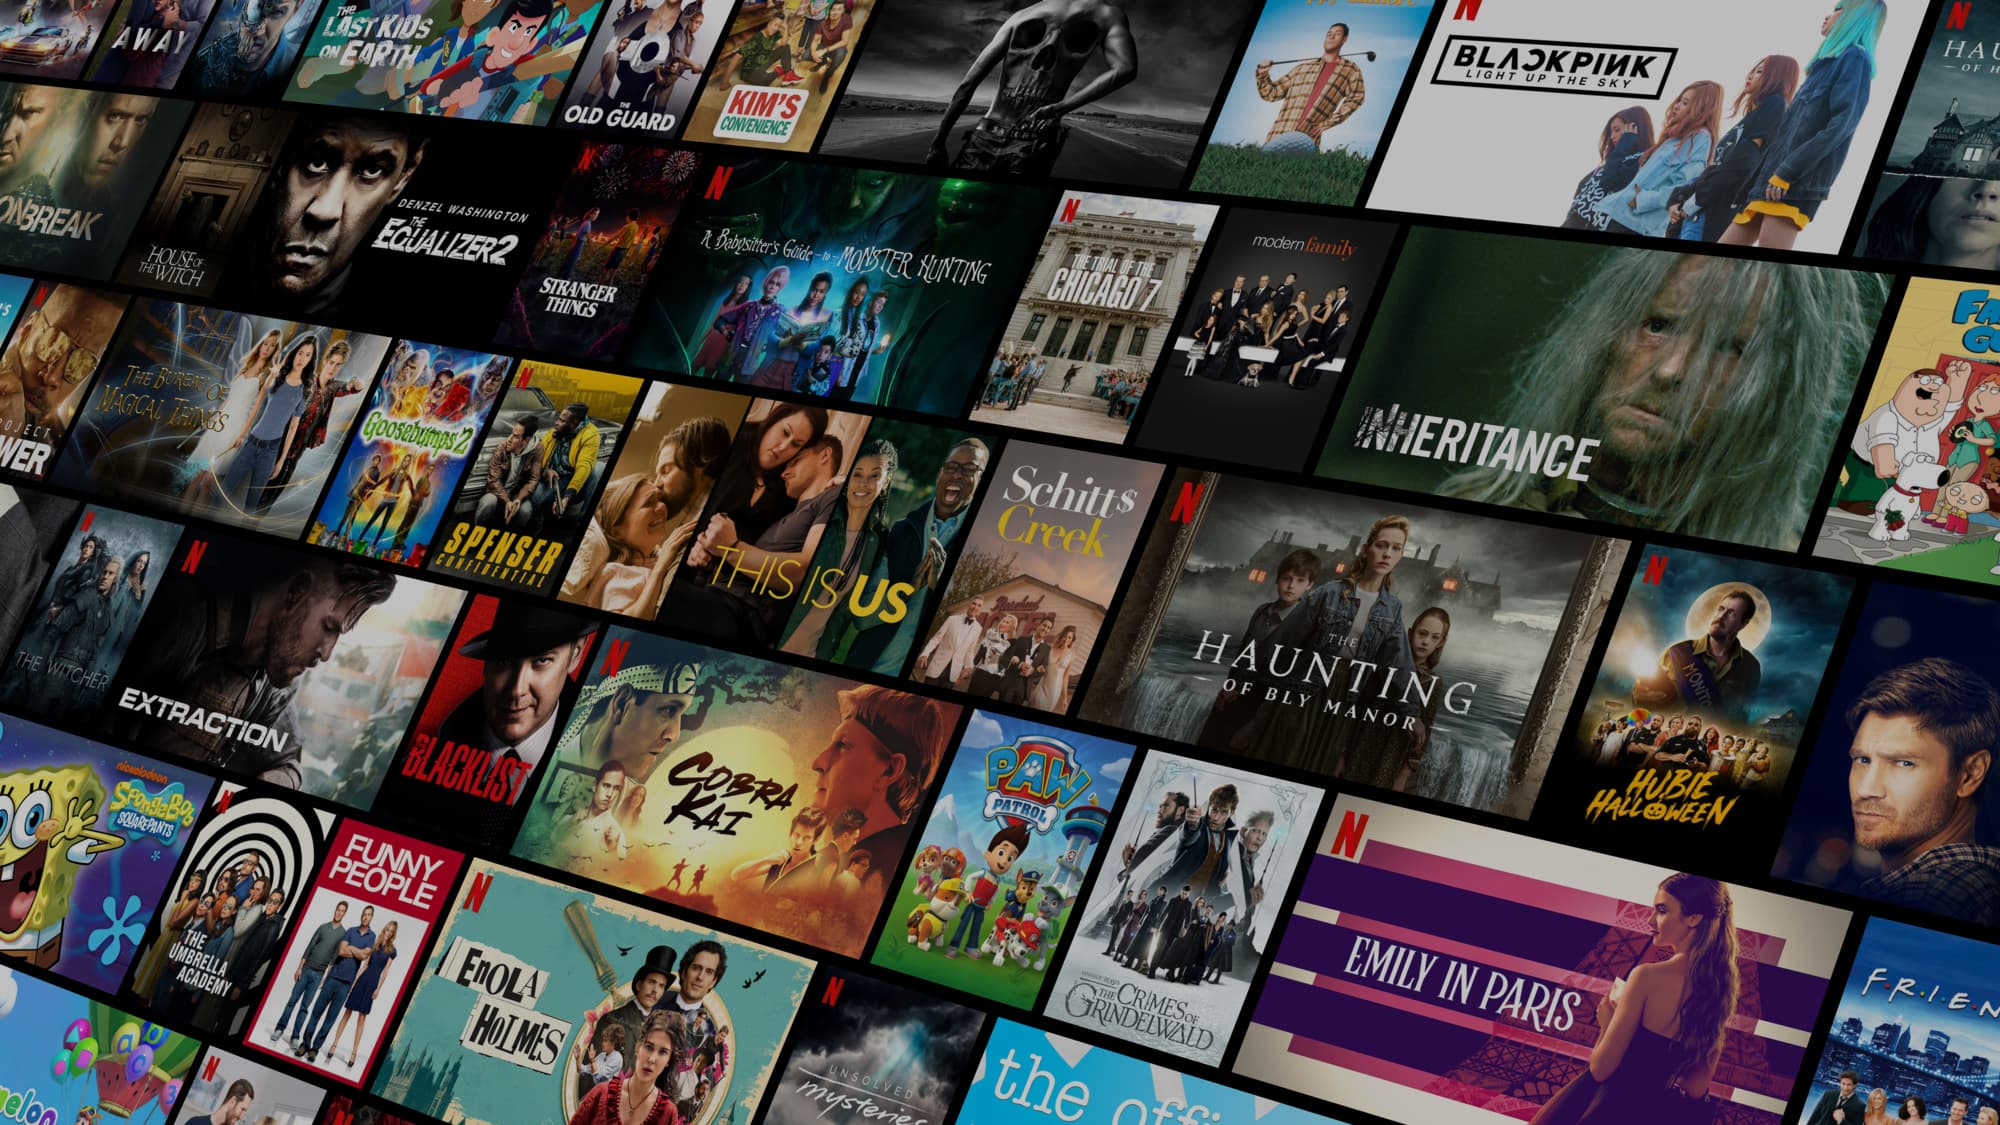 AWAY
THE
LAST KIDS
ON EARTH
THE
OLD GUARD
KIM'S
CONVENIENCE
N
BLACKPINK
LIGHT UP THE SKY
N
OF H
HOUSE OF
THE WITCH
DENZEL WASHINGTON
THE
EQUALIZER 2
N
STRANGER
THINGS
N
A Babysitter's Guide to MONSTER HUNTING
N
THE TRIAL OF THE
CHICAGO 7
modern family
INHERITANCE
N
THE BUREAU OF
MAGICAL THINGS
Goosebumps 2
N
SPENSER
CONFIDENTIAL
THIS IS US
Schitt's
Creek
Rosebud
N
THE
HAUNTING
OF BLY MANOR
N
MONITOR
HUBIE
HALLOWEEN
N
THE WITCHER
N
EXTRACTION
THE
BLACKLIST
N
COBRA
KAI
PAW
PATROL
THE CRIMES OF
GRINDELWALD
N
EMILY IN PARIS
F·R·I·E·N
nickelodeon
SpongeBob
SQUAREPANTS
N
THE
UMBRELLA
ACADEMY
FUNNY
PEOPLE
N
ENOLA
HOLMES
N
UNSOLVED
mysteries
the offi
N
elon